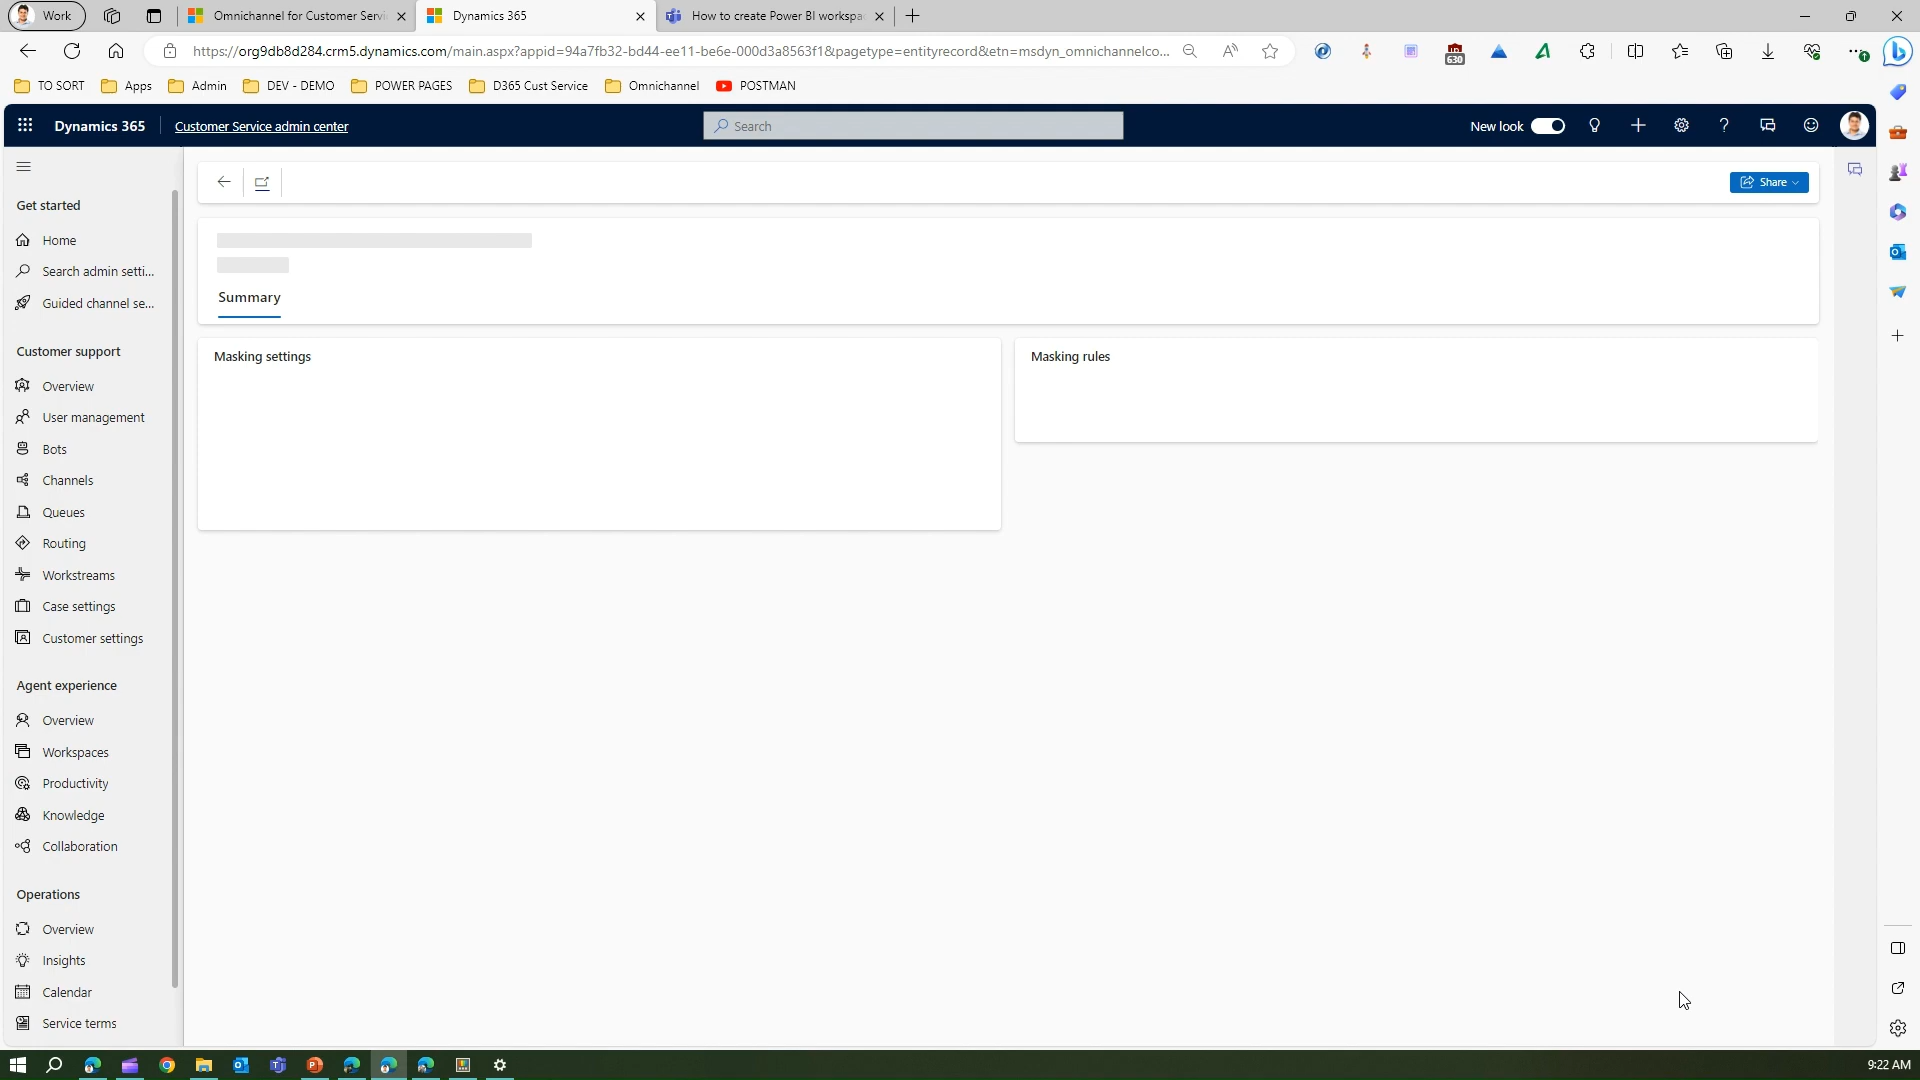 Work
Omnichannel for Customer Servi
Dynamics 365
How to create Power BI workspa
https://org9db8d284.crm5.dynamics.com/main.aspx?appid=94a7fb32-bd44-ee11-be6e-000d3a8563f1&pagetype=entityrecord&etn=msdyn_omnichannelco...
630
TO SORT
Apps
Admin
DEV - DEMO
POWER PAGES
D365 Cust Service
Omnichannel
POSTMAN
Dynamics 365
Customer Service admin center
Search
New look
Share
Get started
Home
Search admin setti...
Guided channel se...
Customer support
Overview
User management
Bots
Channels
Queues
Routing
Workstreams
Case settings
Customer settings
Agent experience
Overview
Workspaces
Productivity
Knowledge
Collaboration
Operations
Overview
Insights
Calendar
Service terms
Summary
Masking settings
Masking rules
9:22 AM